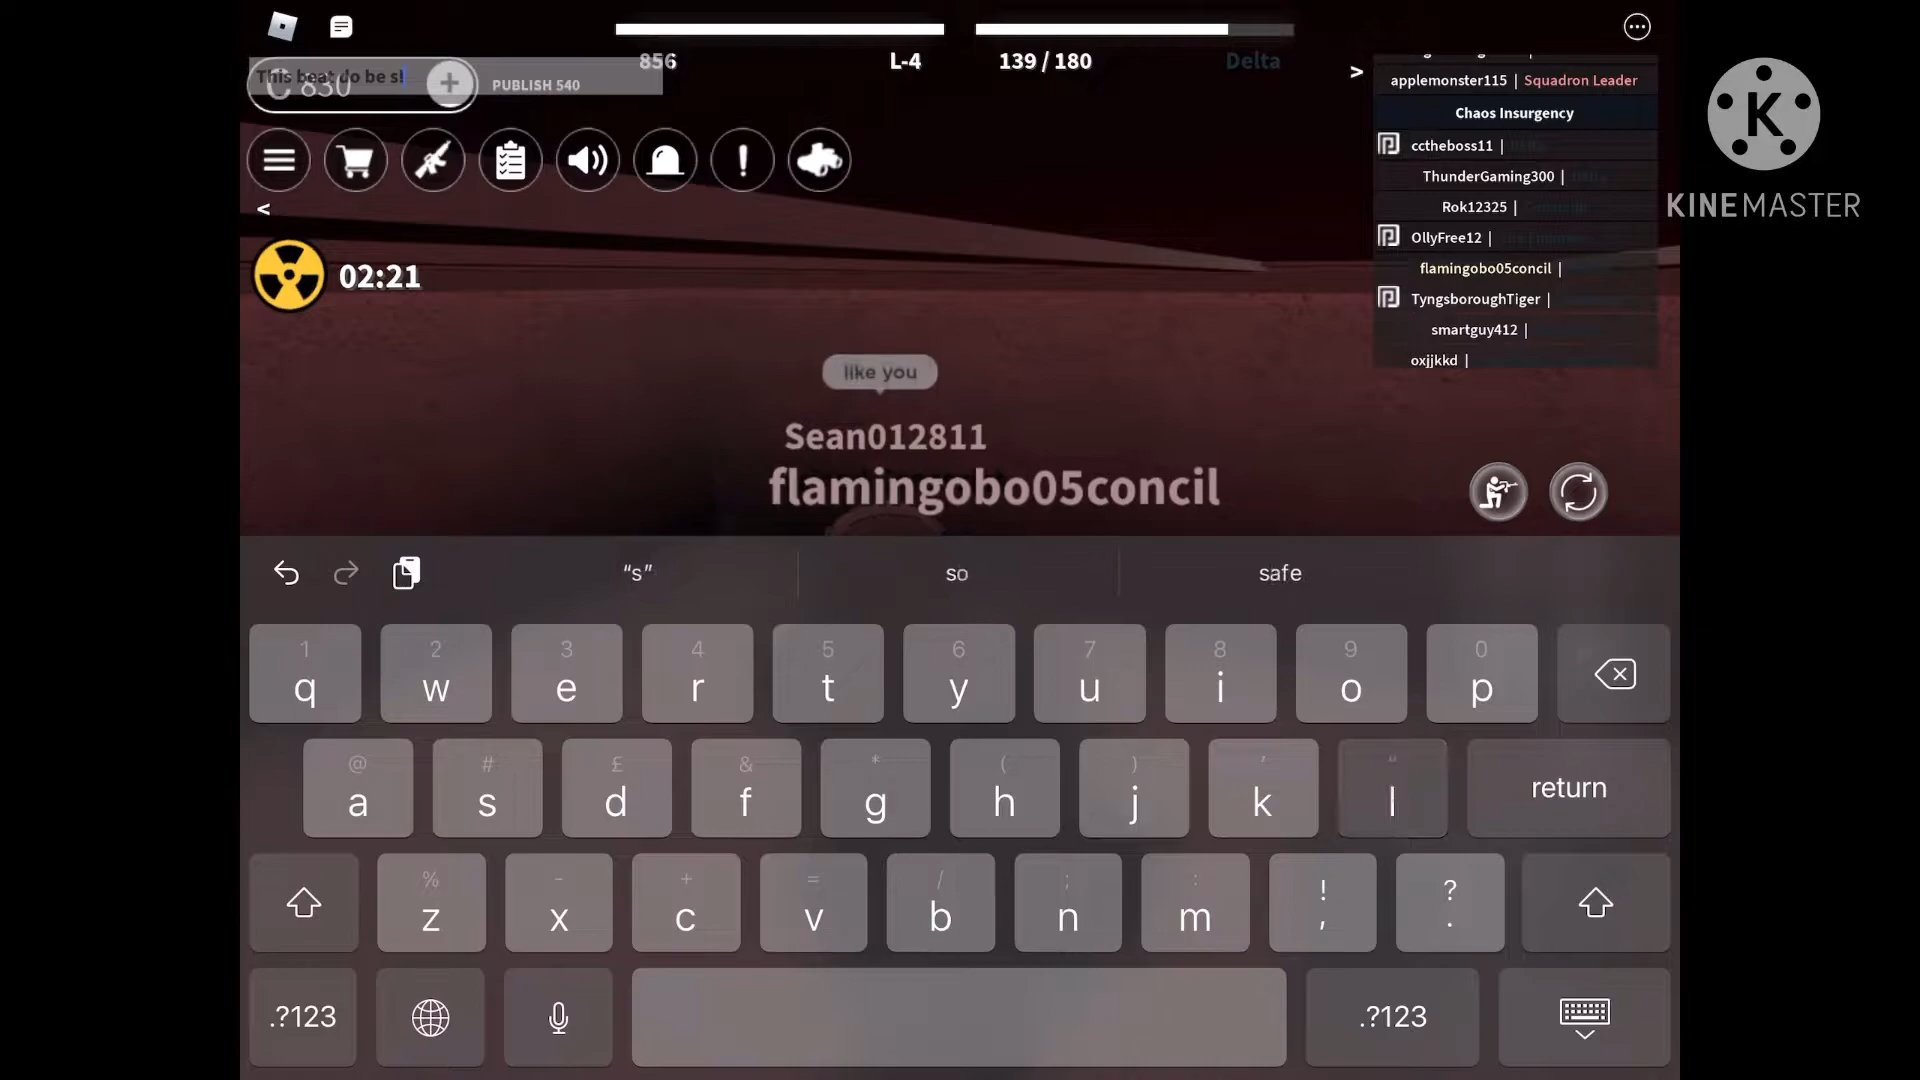 This beat do be sl
830
PUBLISH 540
856
L-4
139 / 180
Delta
>
applemonster115 | Squadron Leader
Chaos Insurgency
cctheboss11 |
ThunderGaming300 |
Rok12325 |
OllyFree12 |
flamingobo05concil |
TyngsboroughTiger |
smartguy412 |
oxjjkkd |
K
KINEMASTER
<
02:21
like you
Sean012811
flamingobo05concil
“s” so safe
1 2 3 4 5 6 7 8 9 0
q w e r t y u i o p
@ # £ & * ( ) ' "
a s d f g h j k l return
% - + = / ; : ! ?
z x c v b n m , .
.?123 .?123